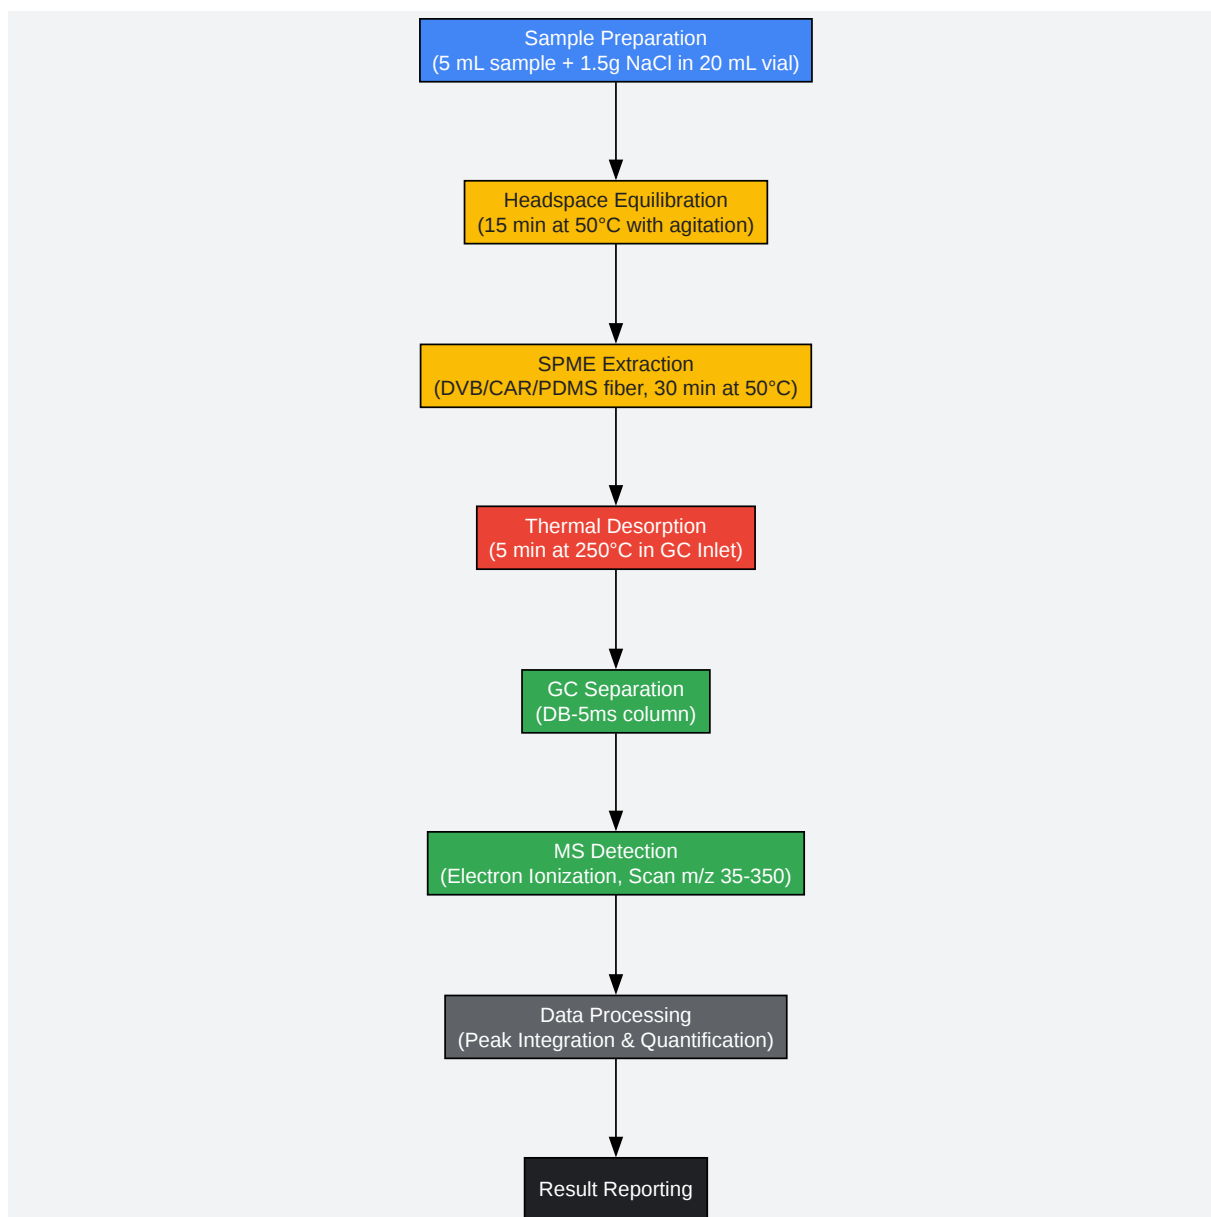 Sample Preparation
(5 mL sample + 1.5g NaCl in 20 mL vial)
Headspace Equilibration
(15 min at 50°C with agitation)
SPME Extraction
(DVB/CAR/PDMS fiber, 30 min at 50°C)
Thermal Desorption
(5 min at 250°C in GC Inlet)
GC Separation
(DB-5ms column)
MS Detection
(Electron Ionization, Scan m/z 35-350)
Data Processing
(Peak Integration & Quantification)
Result Reporting